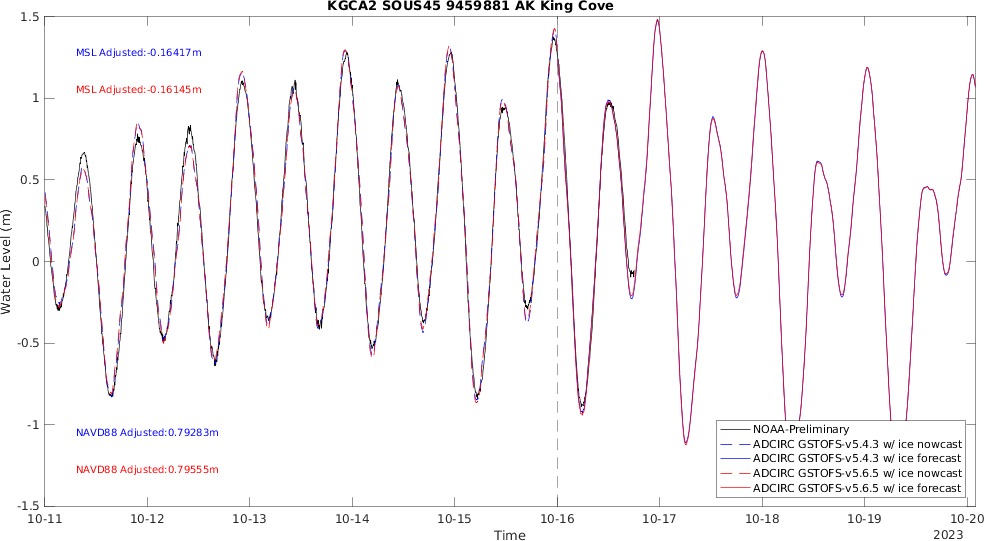 KGCA2 SOUS45 9459881 AK King Cove
1.5
1
0.5
0
-0.5
-1
-1.5
Water Level (m)
MSL Adjusted:-0.16417m
MSL Adjusted:-0.16145m
NAVD88 Adjusted:0.79283m
NAVD88 Adjusted:0.79555m
NOAA-Preliminary
ADCIRC GSTOFS-v5.4.3 w/ ice nowcast
ADCIRC GSTOFS-v5.4.3 w/ ice forecast
ADCIRC GSTOFS-v5.6.5 w/ ice nowcast
ADCIRC GSTOFS-v5.6.5 w/ ice forecast
10-11 10-12 10-13 10-14 10-15 10-16 10-17 10-18 10-19 10-20
Time
2023